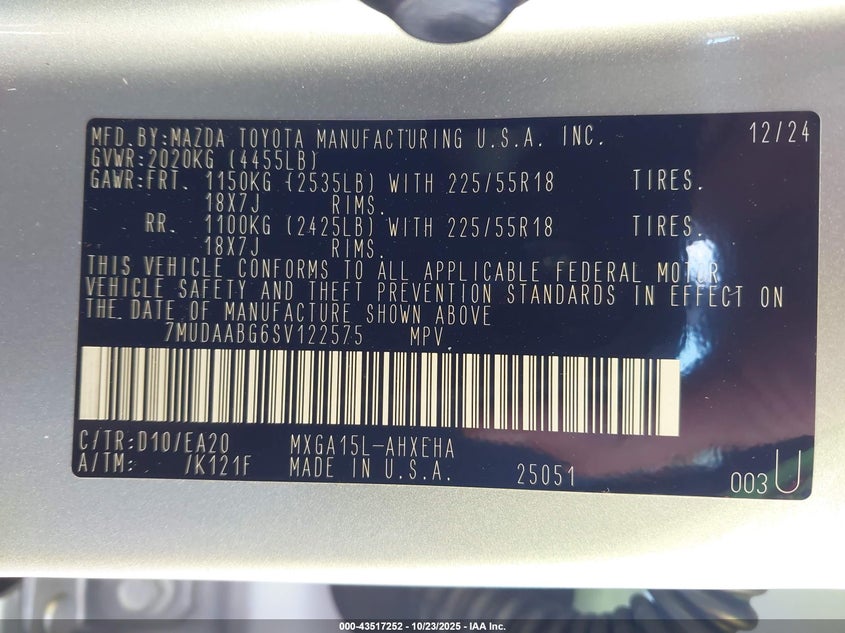 MFD.BY:MAZDA TOYOTA MANUFACTURING U.S.A. INC. 12/24
GVWR:2020KG (4455LB)
GAWR:FRT. 1150KG (2535LB) WITH 225/55R18 TIRES.
18X7J RIMS.
RR. 1100KG (2425LB) WITH 225/55R18 TIRES.
18X7J RIMS.
THIS VEHICLE CONFORMS TO ALL APPLICABLE FEDERAL MOTOR
VEHICLE SAFETY AND THEFT PREVENTION STANDARDS IN EFFECT ON
THE DATE OF MANUFACTURE SHOWN ABOVE
7MUDAABG6SV122575 MPV
C/TR:D10/EA20 MXGA15L-AHXEHA
A/TM: /K121F MADE IN U.S.A. 25051
003U
000-43517252 - 10/23/2025 - IAA Inc.